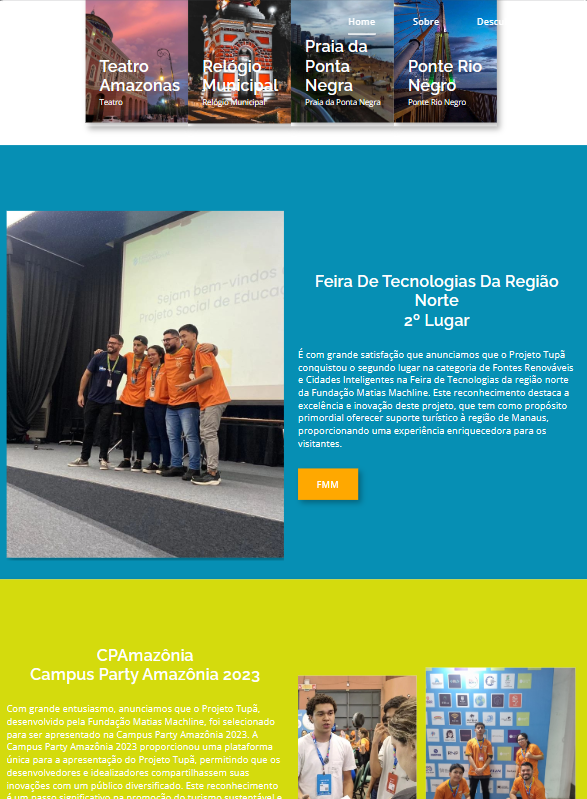 Home Sobre Descu
Teatro
Amazonas
Teatro
Relógio
Municipal
Relógio Municipal
Praia da
Ponta
Negra
Praia da Ponta Negra
Ponte Rio
Negro
Ponte Rio Negro
Sejam bem-vindos
Projeto Social de Educa
Feira De Tecnologias Da Região
Norte
2º Lugar
É com grande satisfação que anunciamos que o Projeto Tupã
conquistou o segundo lugar na categoria de Fontes Renováveis
e Cidades Inteligentes na Feira de Tecnologias da região norte
da Fundação Matias Machline. Este reconhecimento destaca a
excelência e inovação deste projeto, que tem como propósito
primordial oferecer suporte turístico à região de Manaus,
proporcionando uma experiência enriquecedora para os
visitantes.
FMM
CPAmazônia
Campus Party Amazônia 2023
Com grande entusiasmo, anunciamos que o Projeto Tupã,
desenvolvido pela Fundação Matias Machline, foi selecionado
para ser apresentado na Campus Party Amazônia 2023. A
Campus Party Amazônia 2023 proporcionou uma plataforma
única para a apresentação do Projeto Tupã, permitindo que os
desenvolvedores e idealizadores compartilhassem suas
inovações com um público diversificado. Este reconhecimento
é um passo significativo na promoção do turismo sustentável e